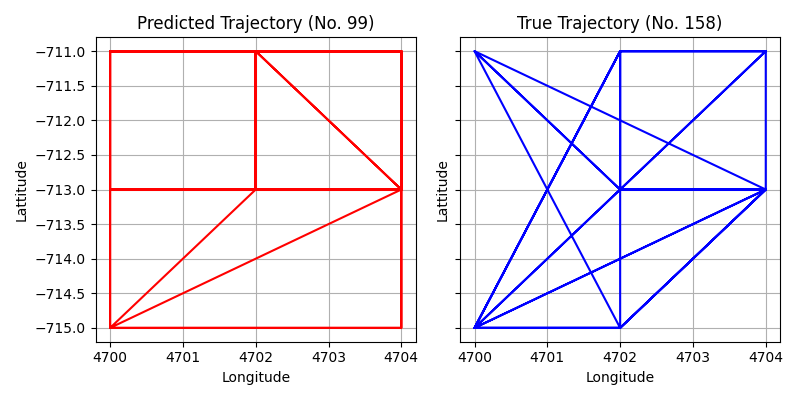 Predicted Trajectory (No. 99)
−711.0
−711.5
−712.0
−712.5
−713.0
−713.5
−714.0
−714.5
−715.0
Lattitude
4700 4701 4702 4703 4704
Longitude
True Trajectory (No. 158)
Lattitude
4700 4701 4702 4703 4704
Longitude